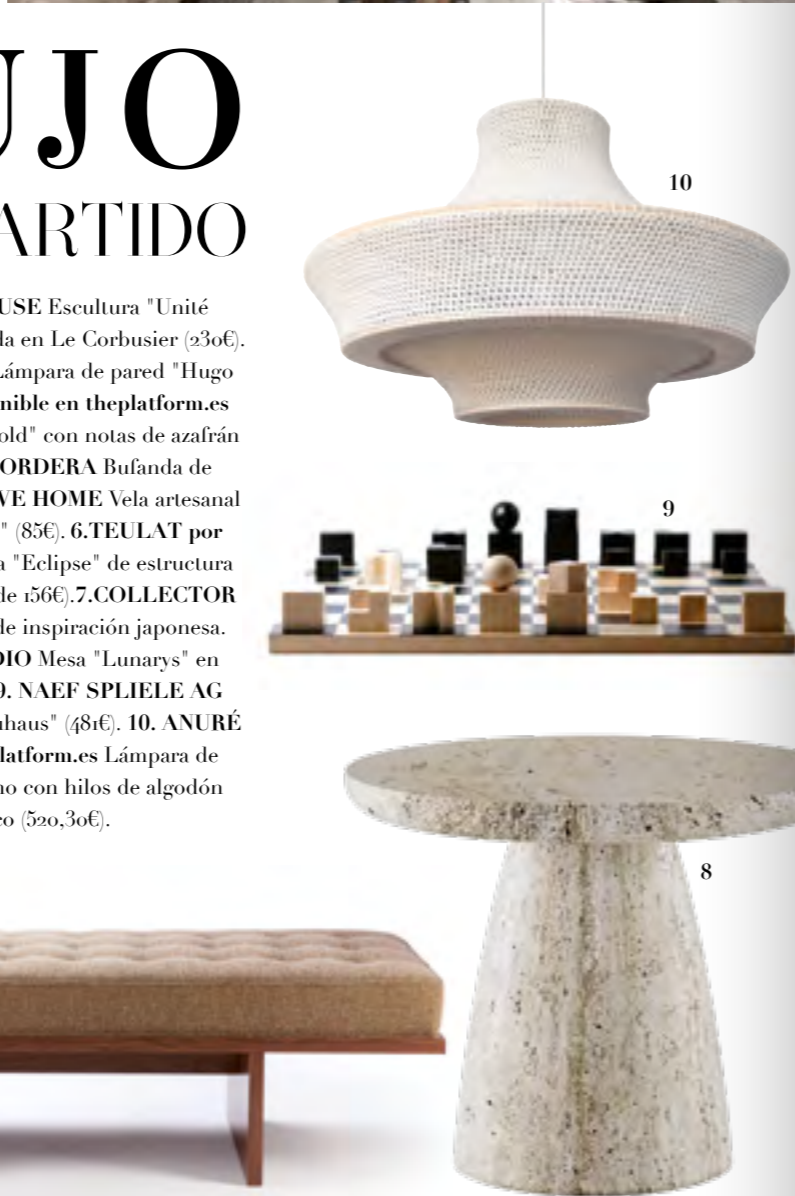 UJO
ARTIDO
USE Escultura "Unité
da en Le Corbusier (230€).
Lámpara de pared "Hugo
nible en theplatform.es
old" con notas de azafrán
ORDERA Bufanda de
VE HOME Vela artesanal
" (85€). 6.TEULAT por
a "Eclipse" de estructura
de 156€).7.COLLECTOR
de inspiración japonesa.
DIO Mesa "Lunarys" en
9. NAEF SPLIELE AG
uhaus" (481€). 10. ANURÉ
latform.es Lámpara de
no con hilos de algodón
co (520,30€).
10
9
8